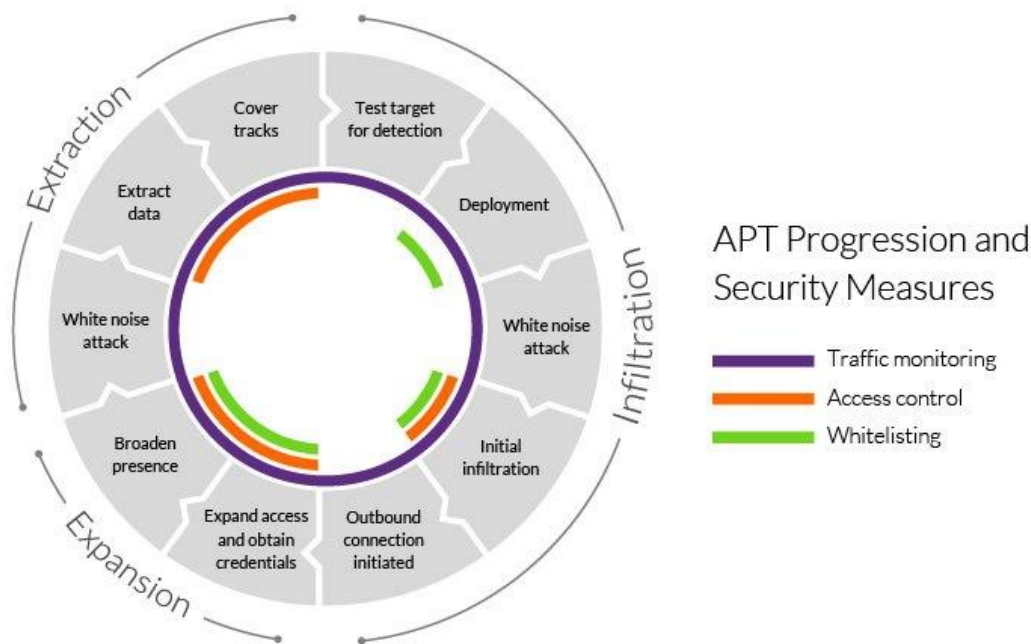 Cover
tracks
Test target
for detection
Extract
data
Deployment
White noise
attack
White noise
attack
Broaden
presence
Initial
infiltration
Expand access
and obtain
credentials
Outbound
connection
initiated
Extraction
Infiltration
Expansion
APT Progression and
Security Measures
Traffic monitoring
Access control
Whitelisting